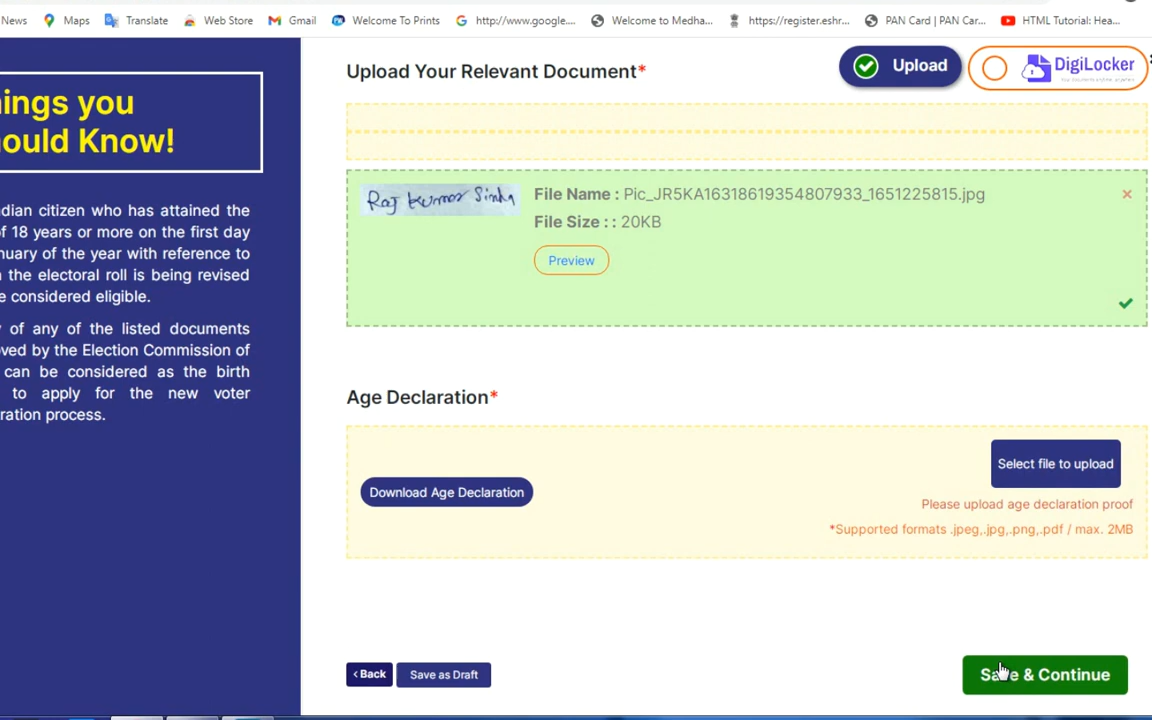 News Maps Translate Web Store Gmail Welcome To Prints http://www.google.... Welcome to Medha... https://register.eshr... PAN Card | PAN Car... HTML Tutorial: Hea...
ings you
ould Know!
dian citizen who has attained the
of 18 years or more on the first day
nuary of the year with reference to
the electoral roll is being revised
e considered eligible.
of any of the listed documents
oved by the Election Commission of
can be considered as the birth
to apply for the new voter
ration process.
Upload Your Relevant Document*
Upload
DigiLocker
Raj kumar Sinha
File Name : Pic_JR5KA16318619354807933_1651225815.jpg
File Size : : 20KB
Preview
Age Declaration*
Download Age Declaration
Select file to upload
Please upload age declaration proof
*Supported formats .jpeg,.jpg,.png,.pdf / max. 2MB
‹ Back
Save as Draft
Save & Continue